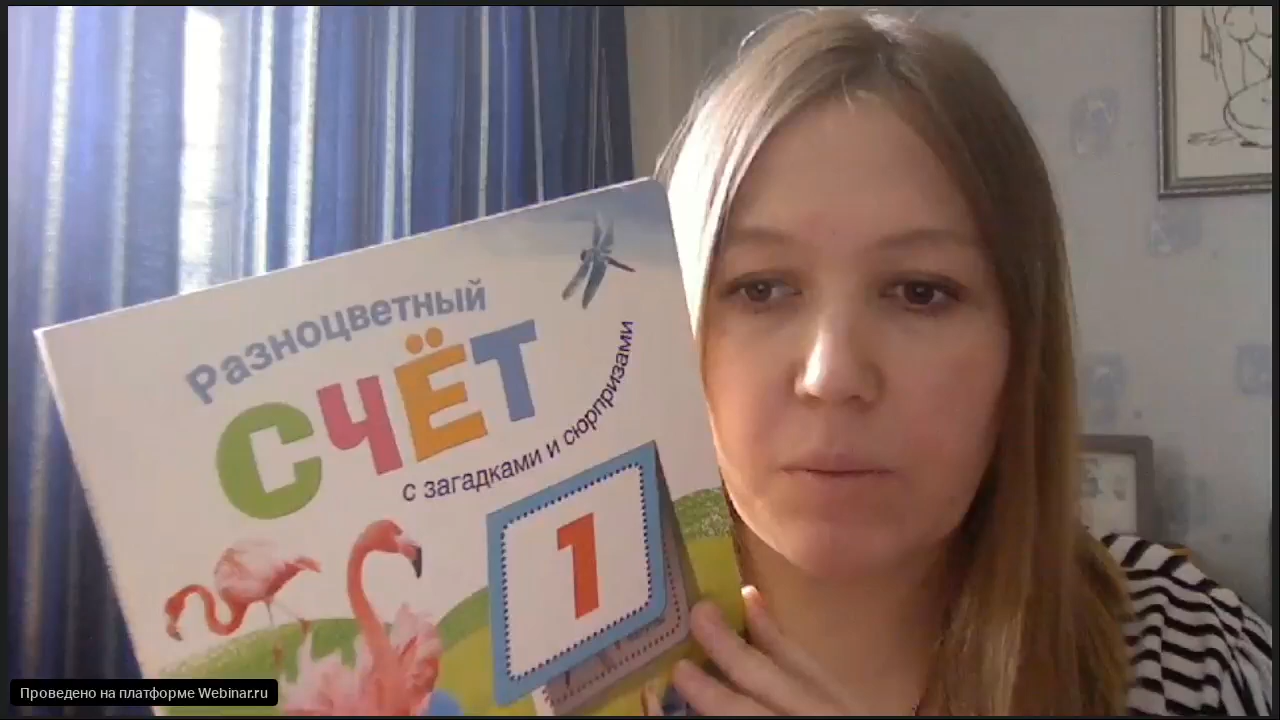 Разноцветный
СЧЁТ
с загадками и сюрпризами
1
Проведено на платформе Webinar.ru